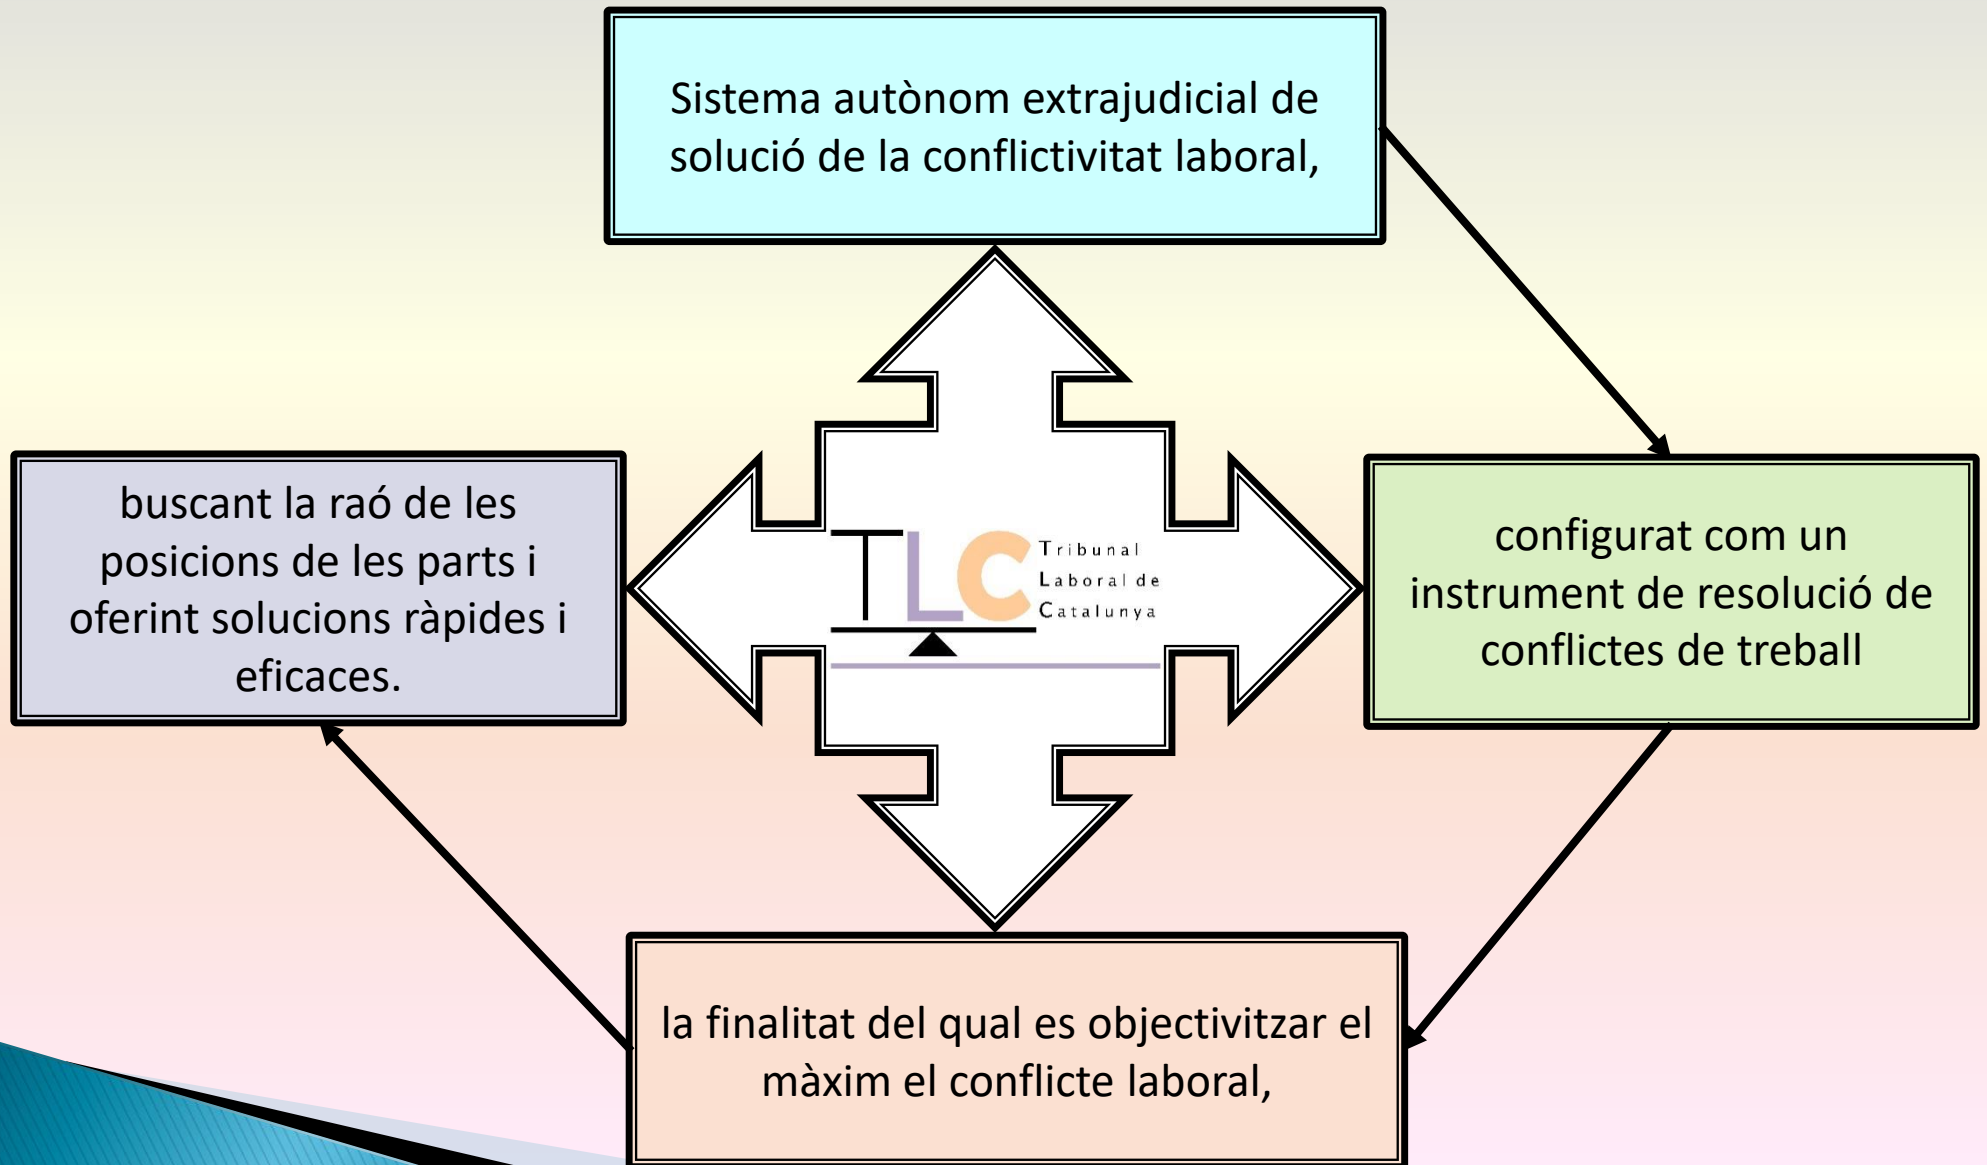 Sistema autònom extrajudicial de
solució de la conflictivitat laboral,
configurat com un
instrument de resolució de
conflictes de treball
la finalitat del qual es objectivitzar el
màxim el conflicte laboral,
buscant la raó de les
posicions de les parts i
oferint solucions ràpides i
eficaces.
TLC
Tribunal
Laboral de
Catalunya